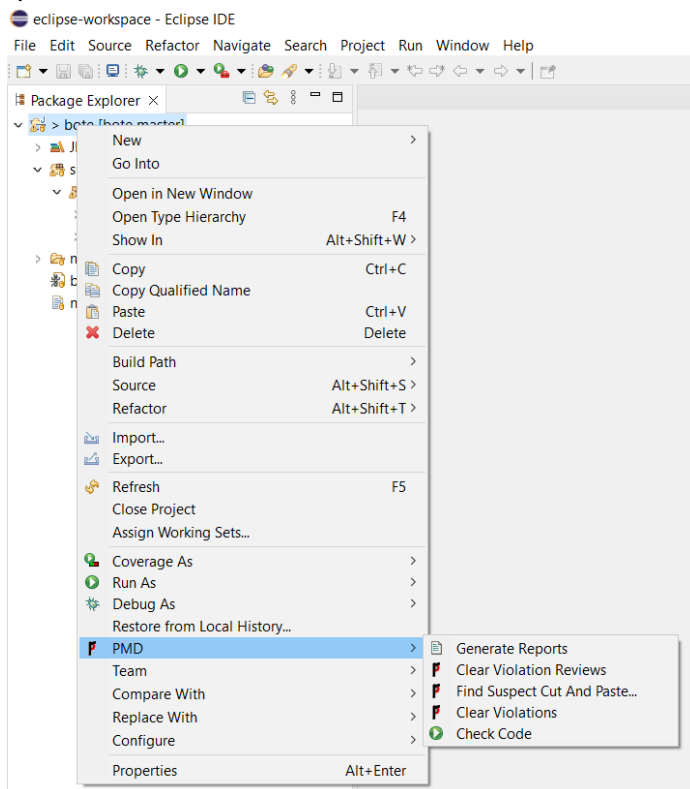 eclipse-workspace - Eclipse IDE
File Edit Source Refactor Navigate Search Project Run Window Help
Package Explorer
> bote [bote master]
New
Go Into
Open in New Window
Open Type Hierarchy F4
Show In Alt+Shift+W >
Copy Ctrl+C
Copy Qualified Name
Paste Ctrl+V
Delete Delete
Build Path
Source Alt+Shift+S >
Refactor Alt+Shift+T >
Import...
Export...
Refresh F5
Close Project
Assign Working Sets...
Coverage As
Run As
Debug As
Restore from Local History...
PMD
Generate Reports
Team
Clear Violation Reviews
Compare With
Find Suspect Cut And Paste...
Replace With
Clear Violations
Configure
Check Code
Properties Alt+Enter